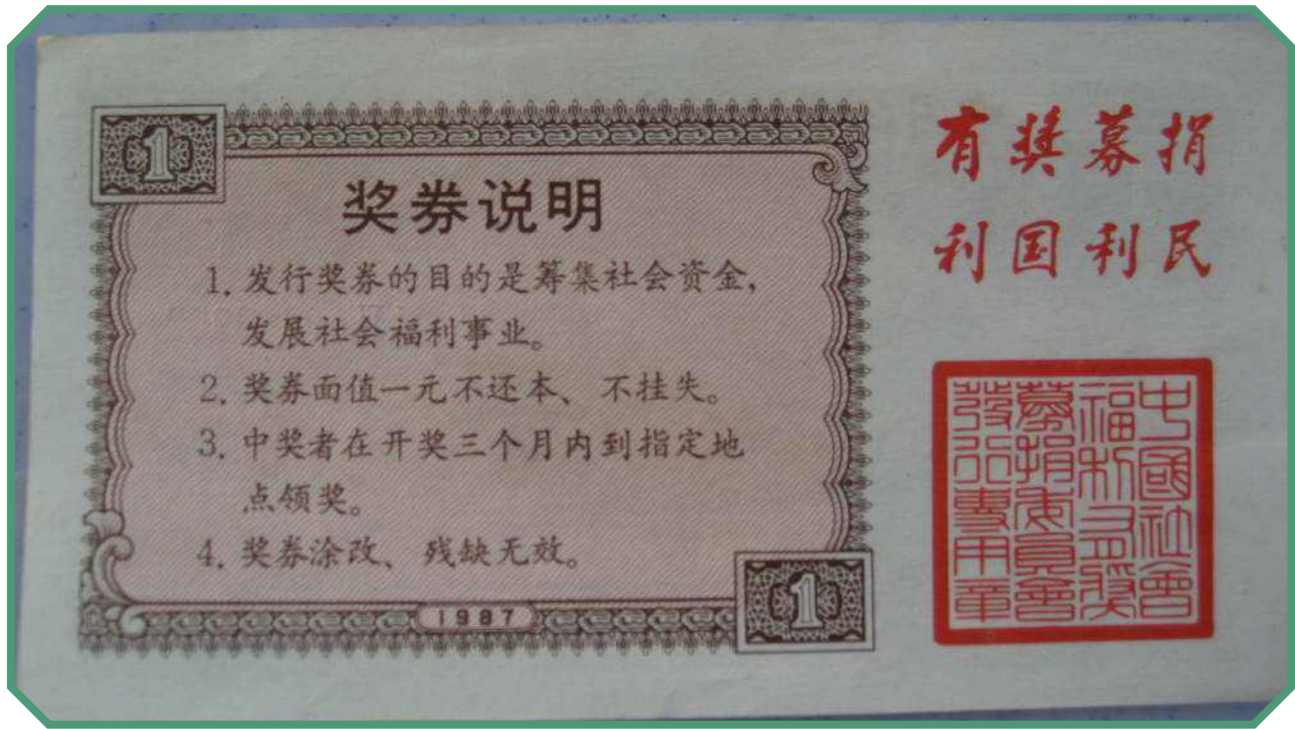 1
奖券说明
1. 发行奖券的目的是筹集社会资金,
发展社会福利事业。
2. 奖券面值一元不还本、不挂失。
3. 中奖者在开奖三个月内到指定地
点领奖。
4. 奖券涂改、残缺无效。
1987
1
有奖募捐
利国利民
中國社會
福利有奬
募捐委員會
發行專用章